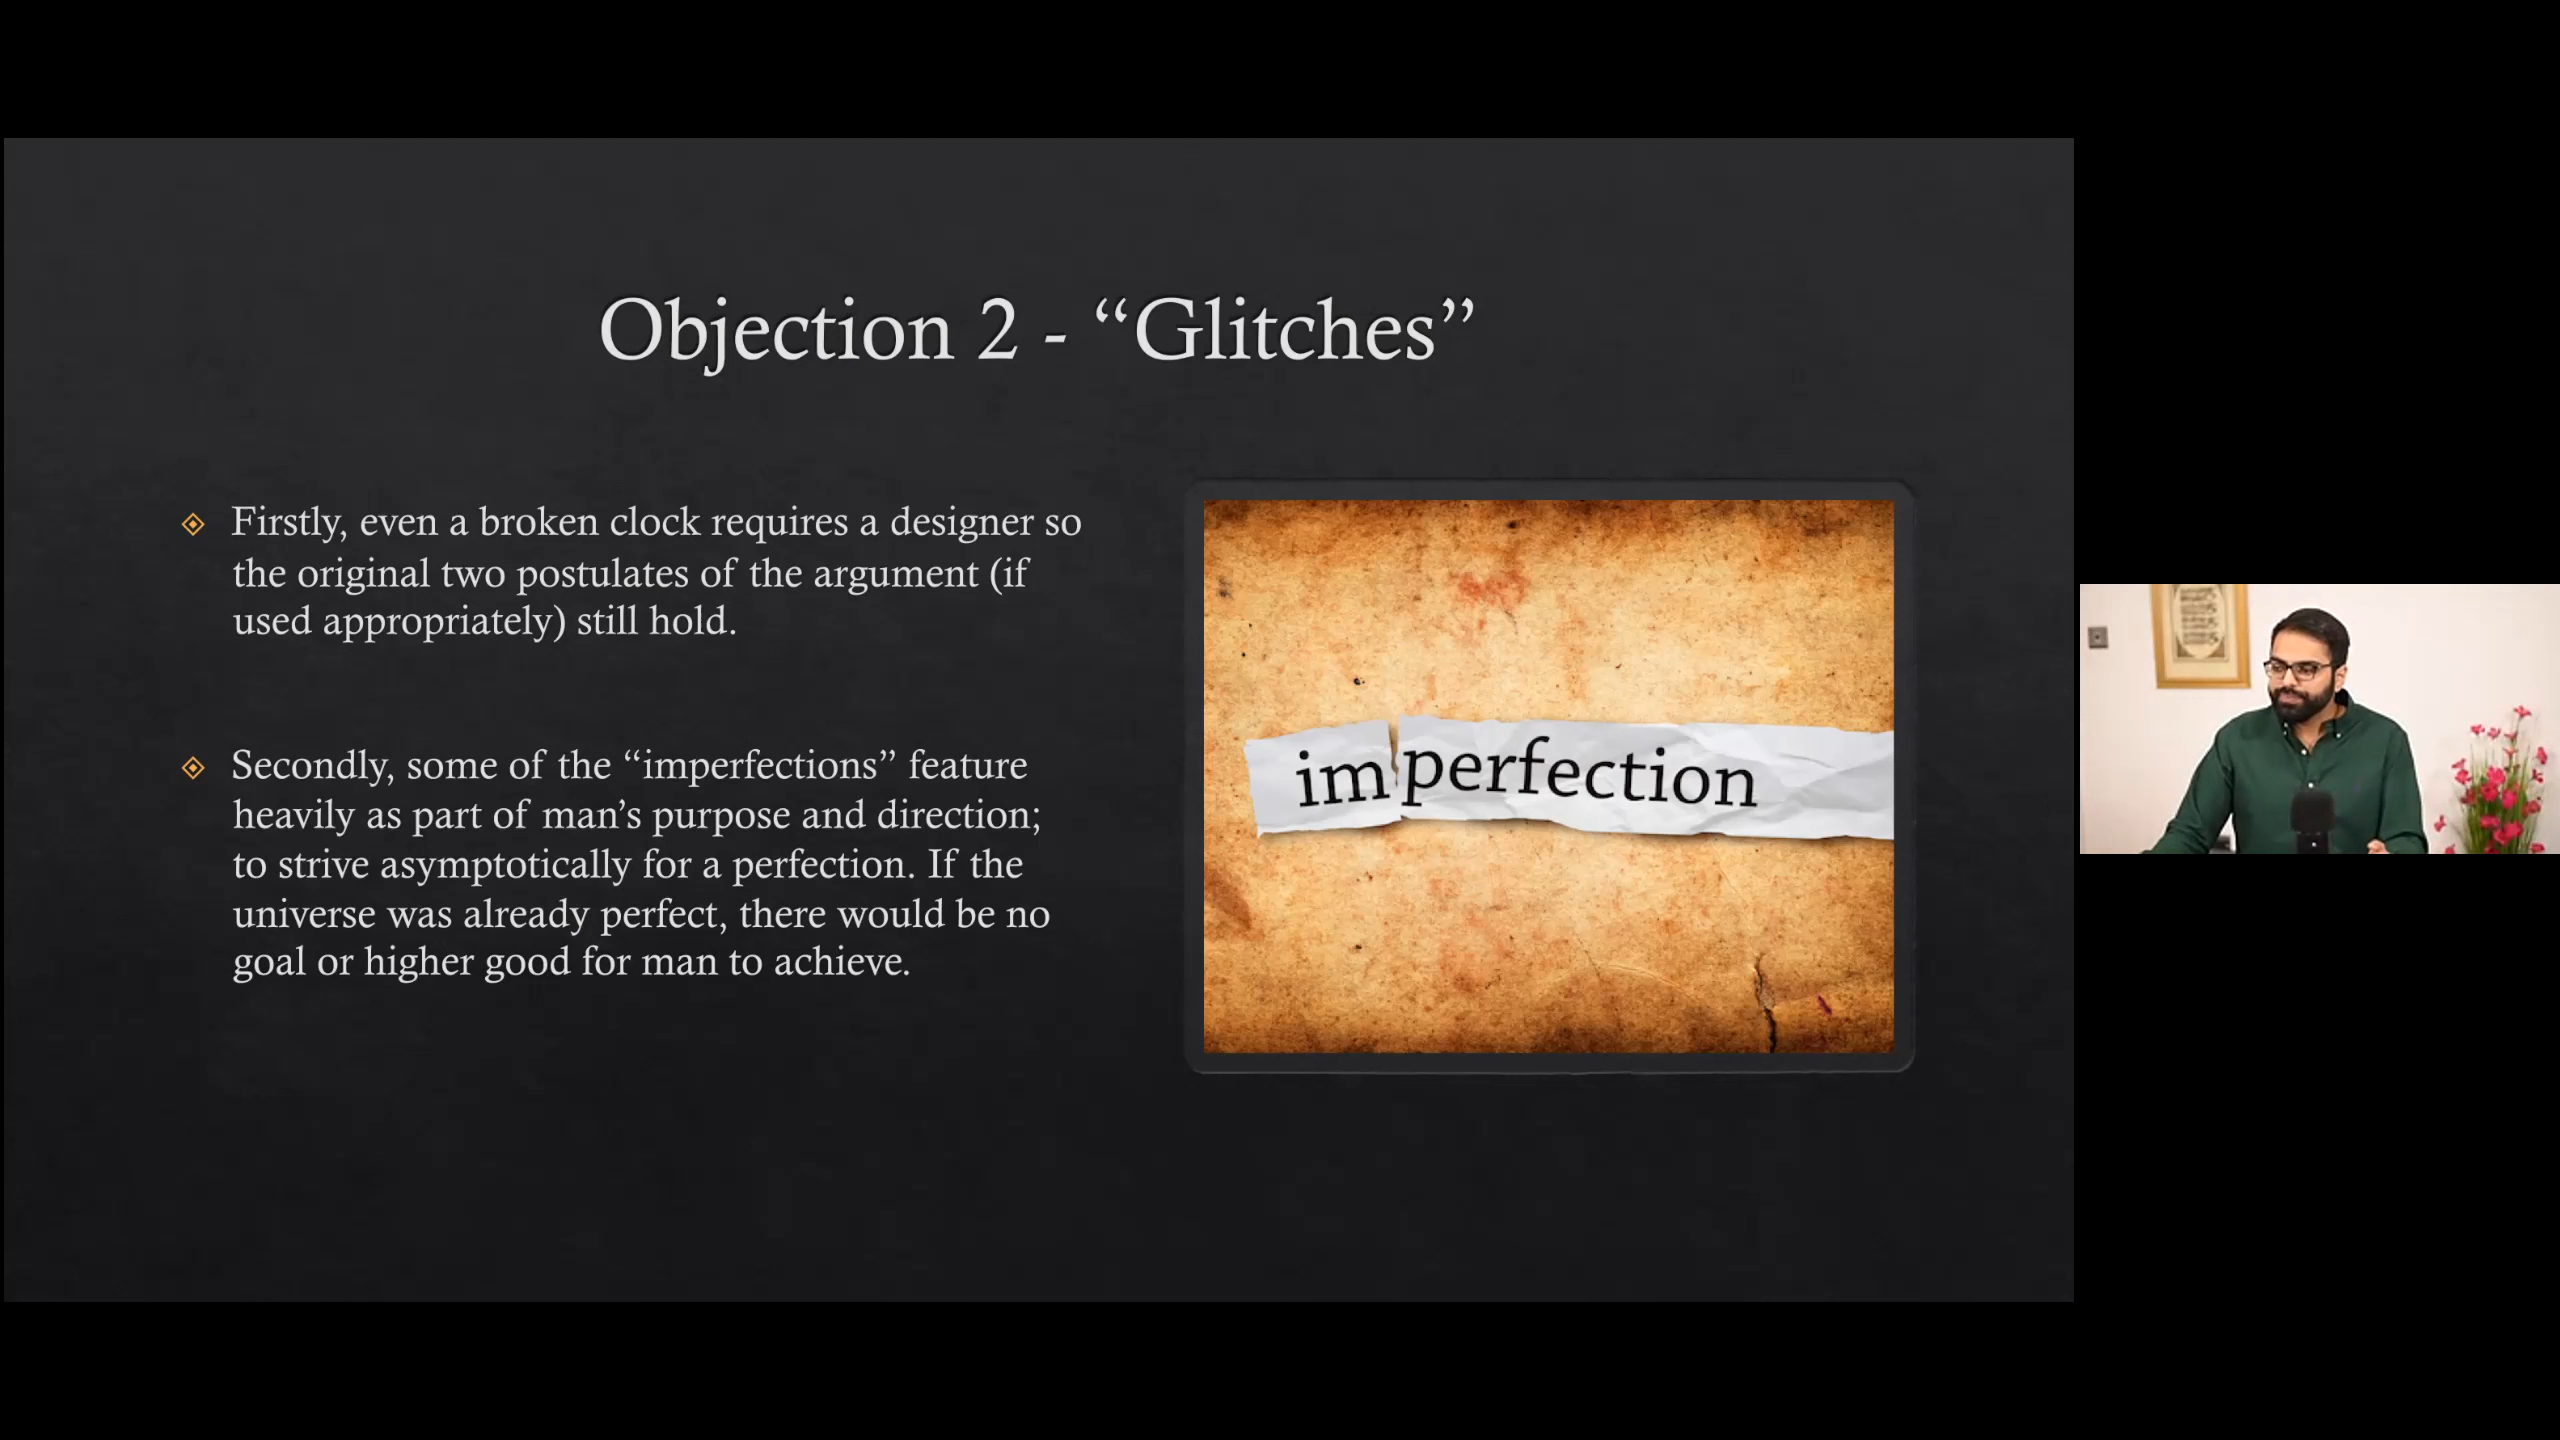 Objection 2 - “Glitches”
Firstly, even a broken clock requires a designer so
the original two postulates of the argument (if
used appropriately) still hold.
Secondly, some of the “imperfections” feature
heavily as part of man’s purpose and direction;
to strive asymptotically for a perfection. If the
universe was already perfect, there would be no
goal or higher good for man to achieve.
im perfection